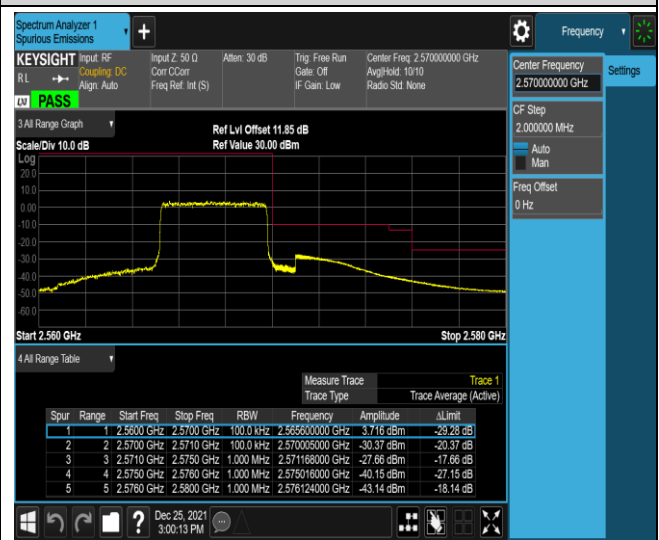 Spectrum Analyzer 1
Spurious Emissions
Frequency
KEYSIGHT
RL
Input: RF
Coupling: DC
Align: Auto
Input Z: 50 Ω
Corr CCorr
Freq Ref: Int (S)
Atten: 30 dB
Trig: Free Run
Gate: Off
IF Gain: Low
Center Freq: 2.570000000 GHz
Avg|Hold: 10/10
Radio Std: None
PASS
Center Frequency
2.570000000 GHz
Settings
CF Step
2.000000 MHz
Auto
Man
Freq Offset
0 Hz
3 All Range Graph
Scale/Div 10.0 dB
Ref Lvl Offset 11.85 dB
Ref Value 30.00 dBm
Log
20.0
10.0
0.00
-10.0
-20.0
-30.0
-40.0
-50.0
-60.0
Start 2.560 GHz
Stop 2.580 GHz
4 All Range Table
Measure Trace Trace 1
Trace Type Trace Average (Active)
Spur Range Start Freq Stop Freq RBW Frequency Amplitude ΔLimit
1 1 2.5600 GHz 2.5700 GHz 100.0 kHz 2.565600000 GHz 3.716 dBm -29.28 dB
2 2 2.5700 GHz 2.5710 GHz 100.0 kHz 2.570005000 GHz -30.37 dBm -20.37 dB
3 3 2.5710 GHz 2.5750 GHz 1.000 MHz 2.571168000 GHz -27.66 dBm -17.66 dB
4 4 2.5750 GHz 2.5760 GHz 1.000 MHz 2.575016000 GHz -40.15 dBm -27.15 dB
5 5 2.5760 GHz 2.5800 GHz 1.000 MHz 2.576124000 GHz -43.14 dBm -18.14 dB
?
Dec 25, 2021
3:00:13 PM